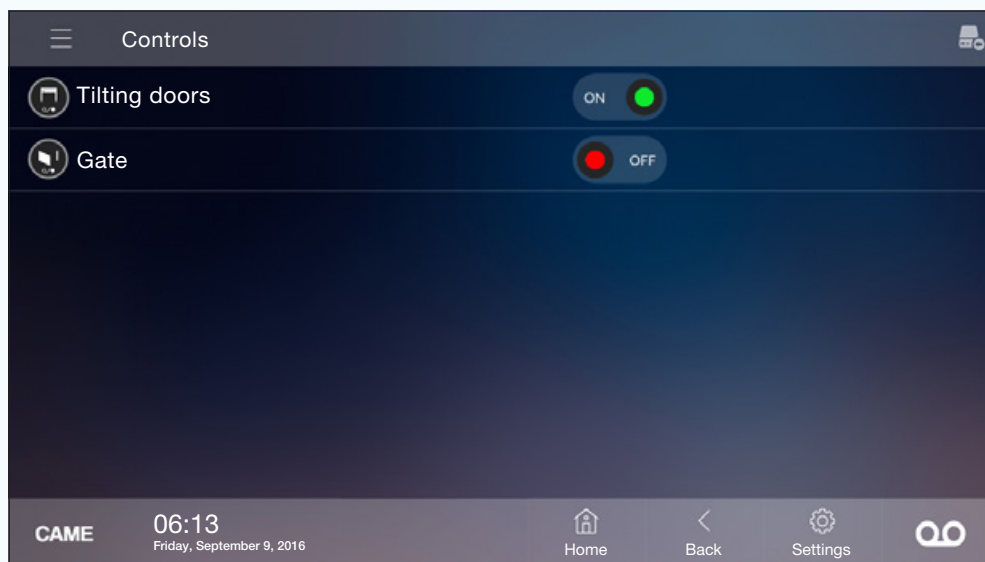 Controls
Tilting doors
ON
Gate
OFF
CAME
06:13
Friday, September 9, 2016
Home
Back
Settings